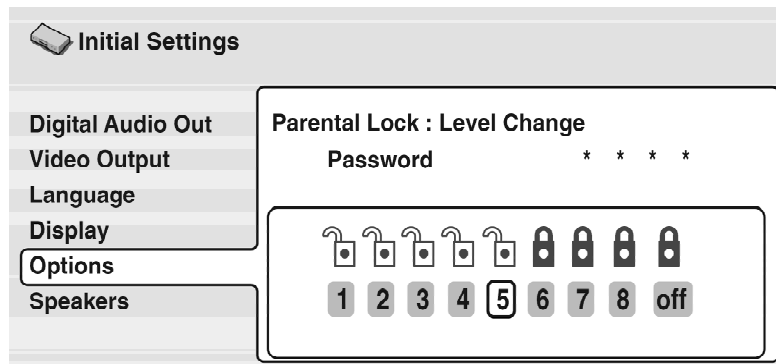 Initial Settings
Digital Audio Out
Video Output
Language
Display
Options
Speakers
Parental Lock : Level Change
Password * * * *
1 2 3 4 5 6 7 8 off